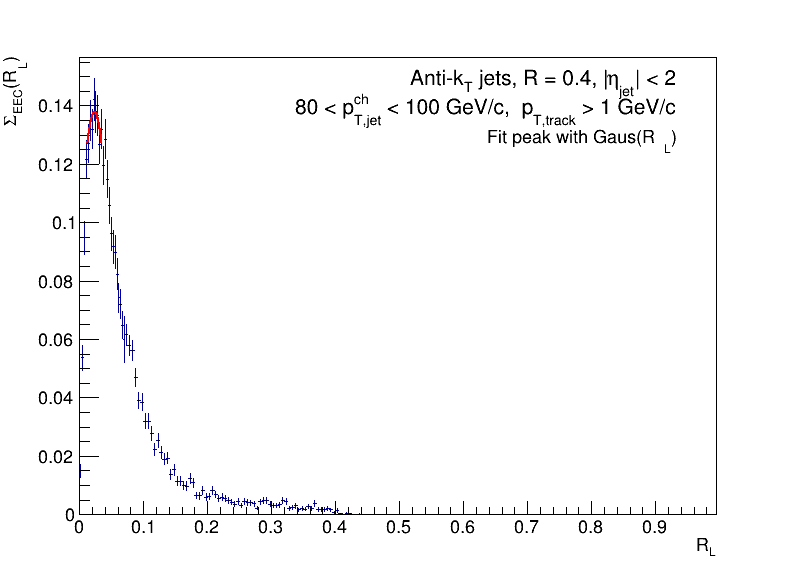 Σ_EEC(R_L)
Anti-k_T jets, R = 0.4, |η_jet| < 2
80 < p^ch_T,jet < 100 GeV/c, p_T,track > 1 GeV/c
Fit peak with Gaus(R_L)
0.14
0.12
0.1
0.08
0.06
0.04
0.02
0
0 0.1 0.2 0.3 0.4 0.5 0.6 0.7 0.8 0.9
R_L